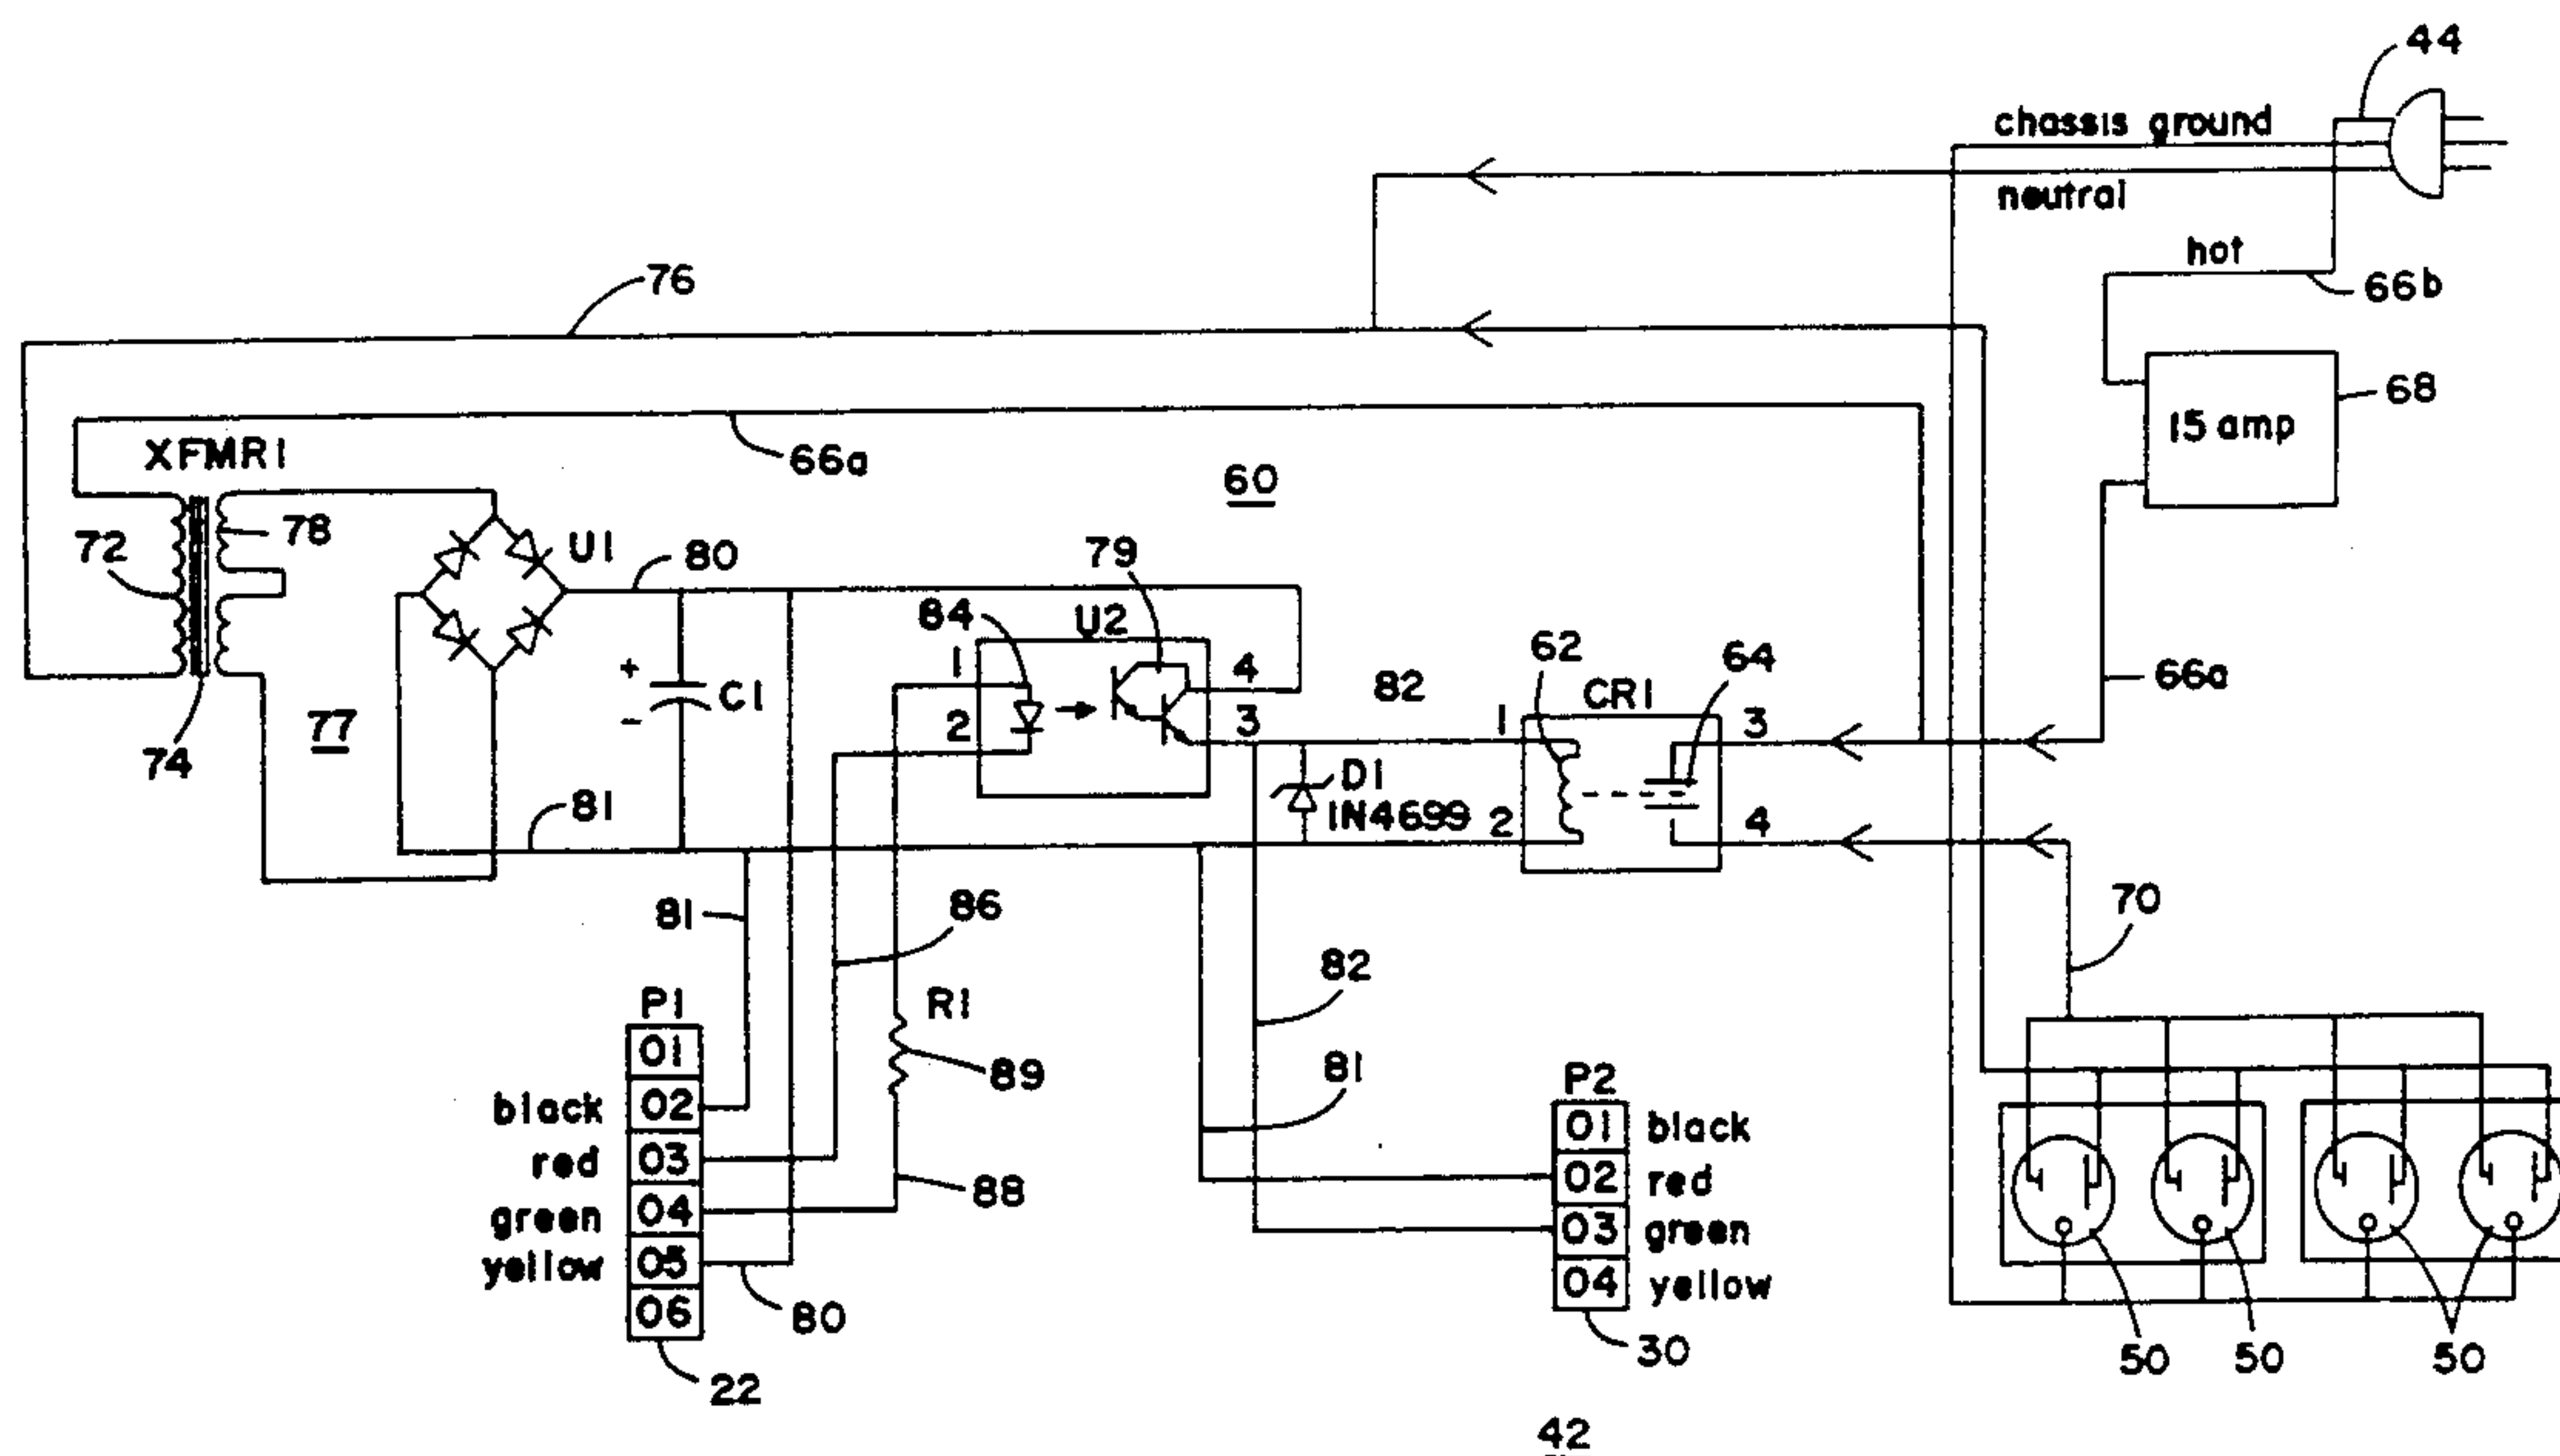 44
chassis ground
neutral
hot
66b
76
68
15 amp
XFMR1
66a
60
72
78
U1
80
79
84
U2
62
64
66a
1
4
82
CR1
+
C1
-
2
3
1
3
77
74
D1
1N4699
2
4
81
81
86
70
82
P1
R1
01
89
81
P2
black
02
01
black
red
03
88
02
red
green
04
03
green
yellow
05
04
yellow
06
80
30
50
50
50
22
42